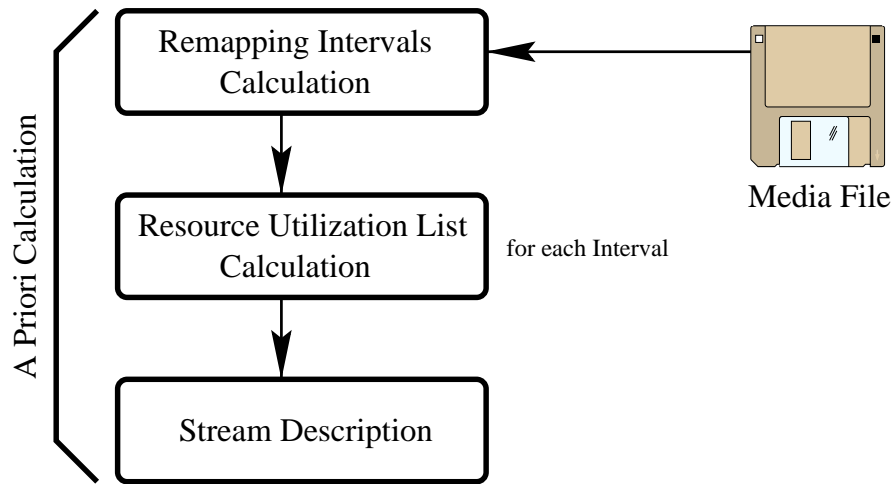 Remapping Intervals
Calculation
Media File
Resource Utilization List
Calculation
for each Interval
Stream Description
A Priori Calculation